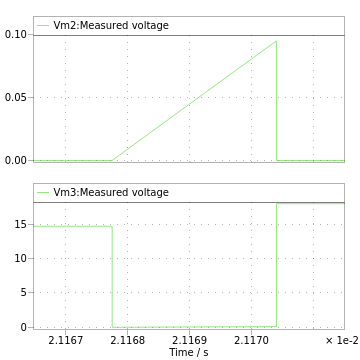 Vm2:Measured voltage
0.10
0.05
0.00
Vm3:Measured voltage
15
10
5
0
2.1167 2.1168 2.1169 2.1170 × 1e-2
Time / s